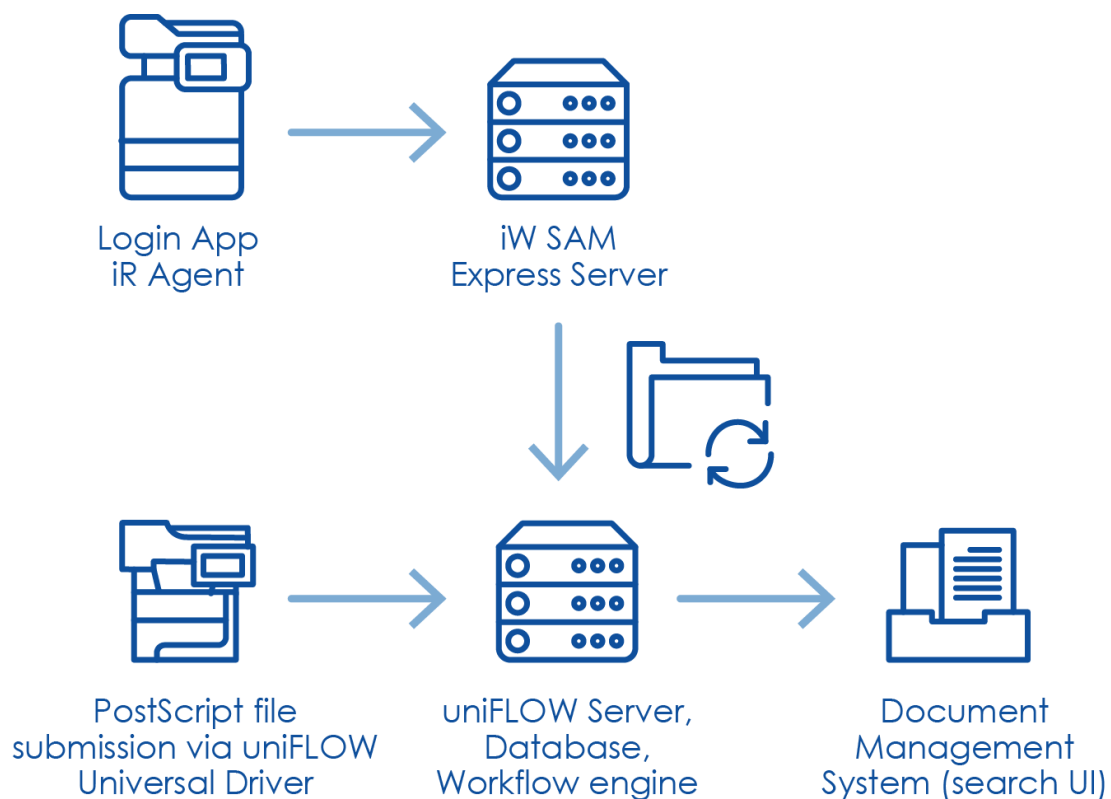 Login App
iR Agent
iW SAM
Express Server
PostScript file
submission via uniFLOW
Universal Driver
uniFLOW Server,
Database,
Workflow engine
Document
Management
System (search UI)